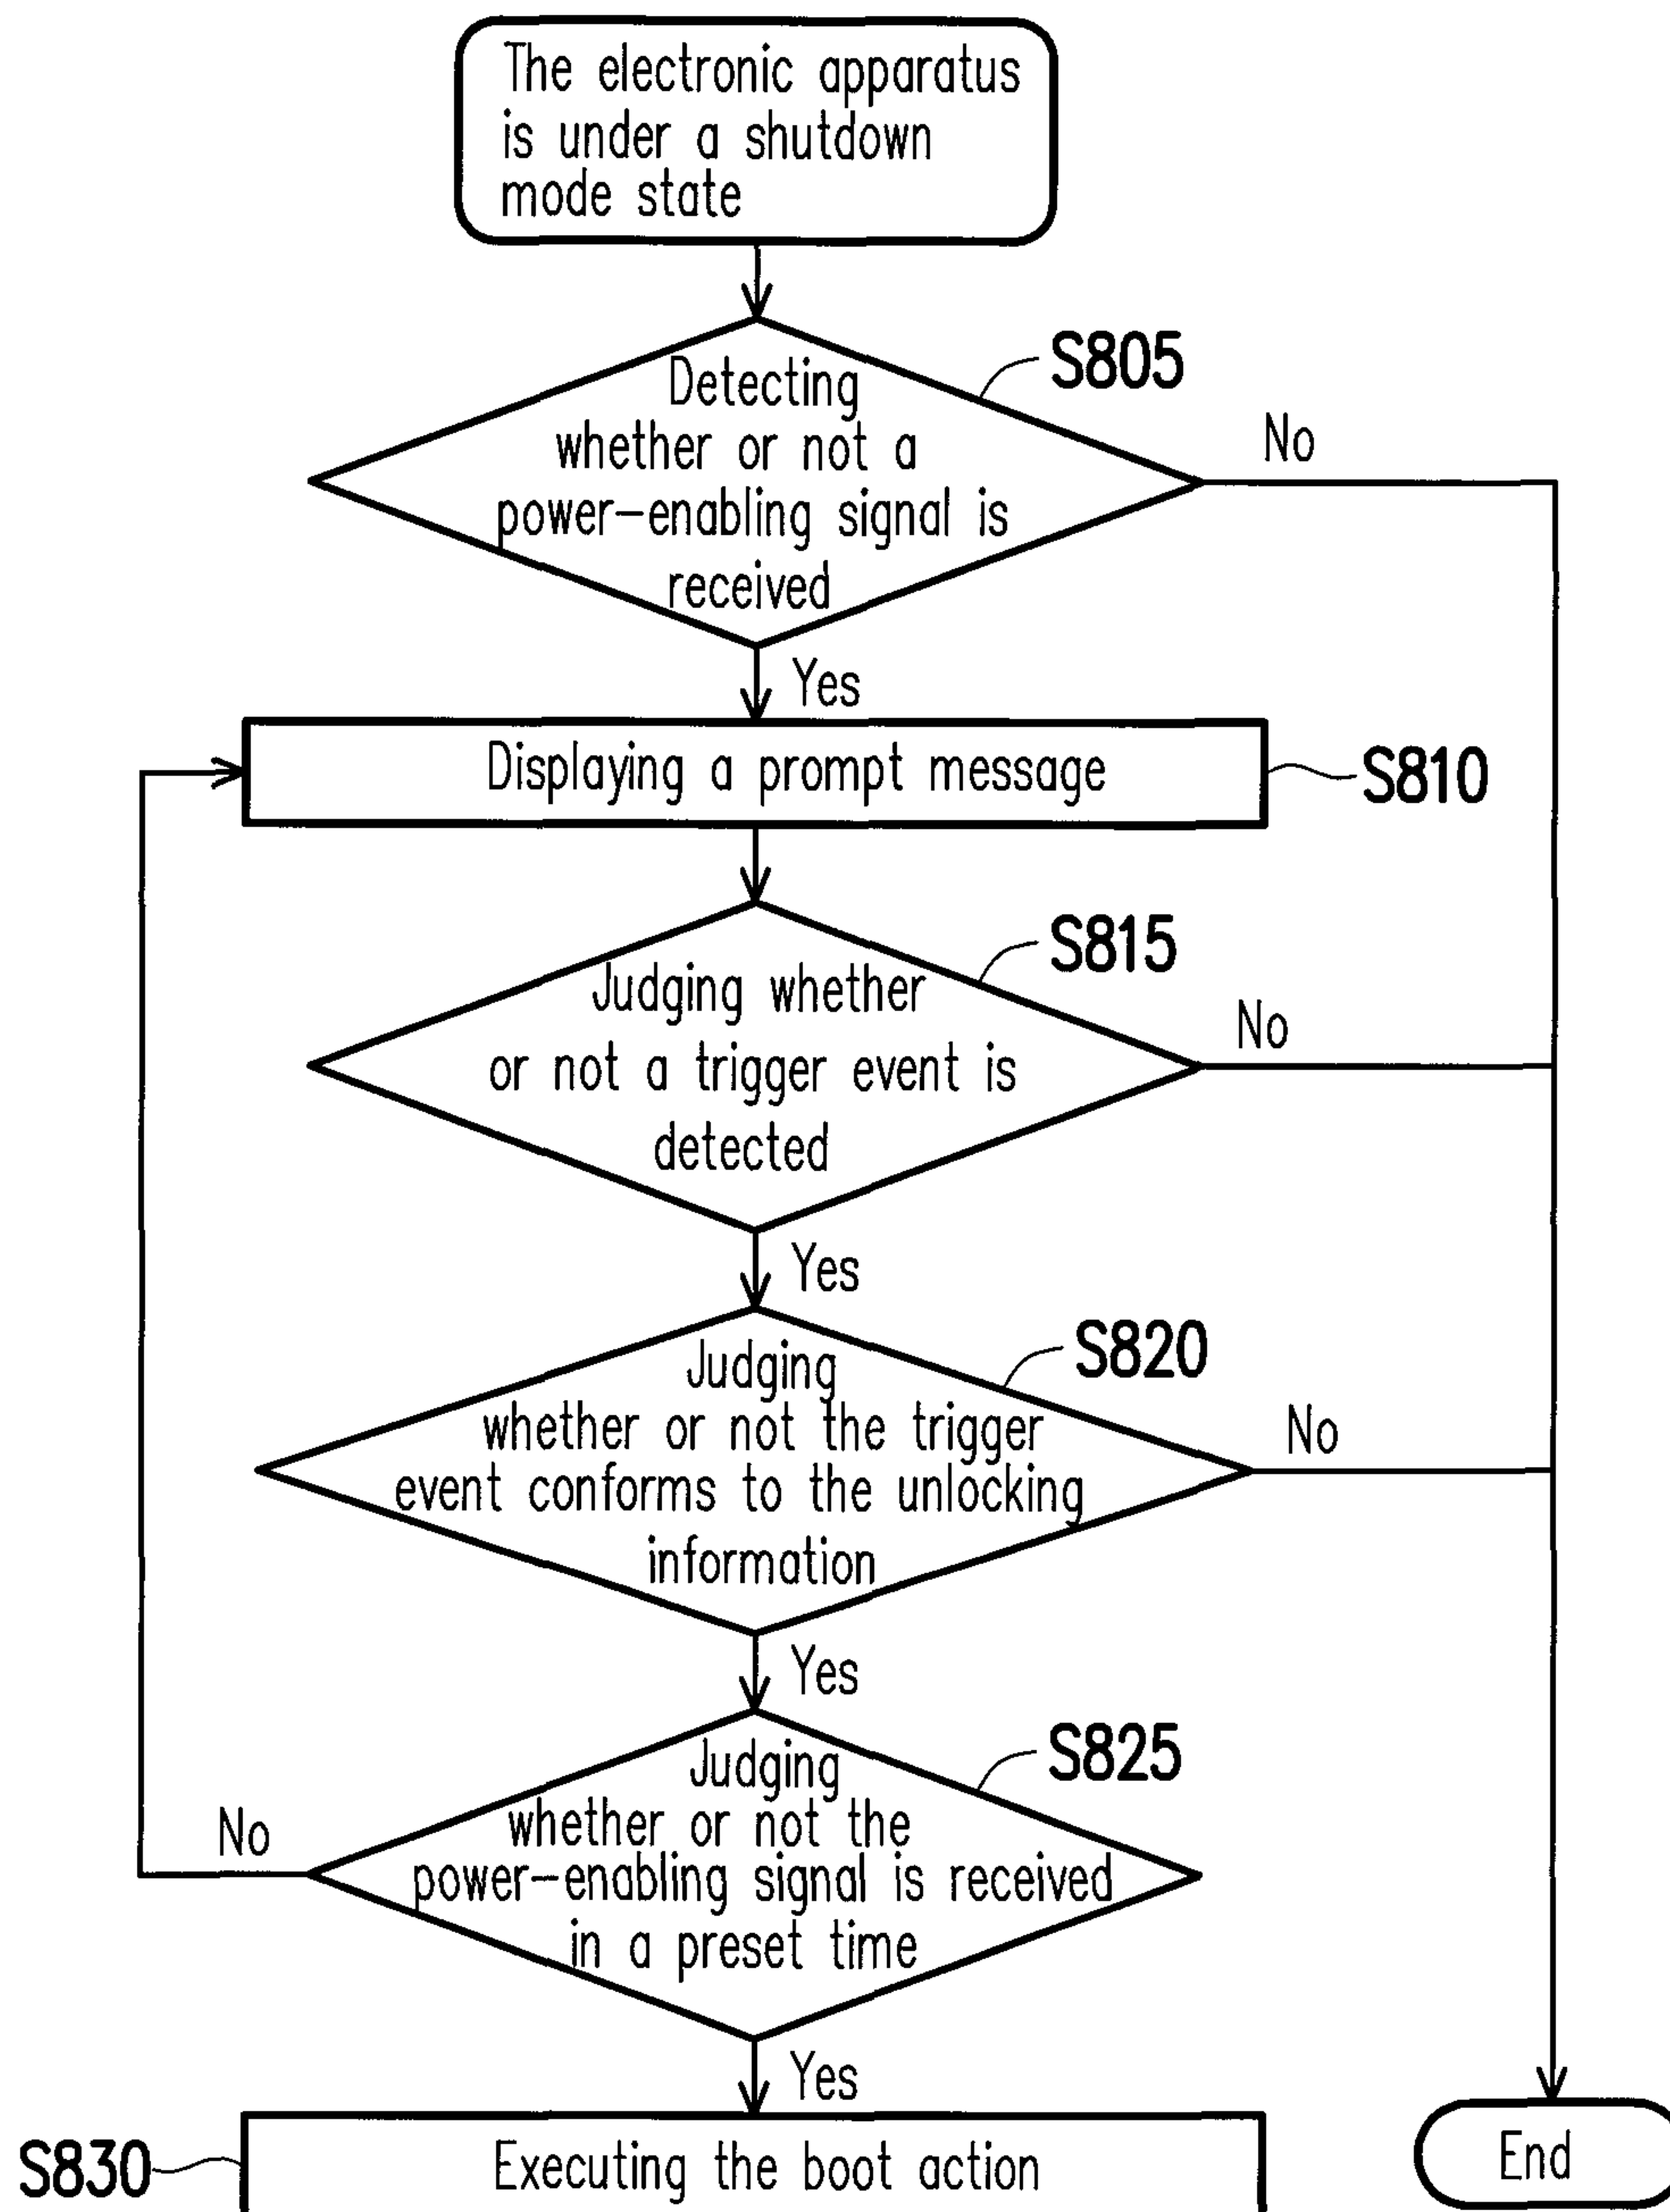 The electronic apparatus
is under a shutdown
mode state
S805
Detecting
whether or not a
power-enabling signal is
received
No
Yes
Displaying a prompt message
S810
S815
Judging whether
or not a trigger event is
detected
No
Yes
S820
Judging
whether or not the trigger
event conforms to the unlocking
information
No
Yes
S825
Judging
whether or not the
power-enabling signal is received
in a preset time
No
Yes
S830
Executing the boot action
End